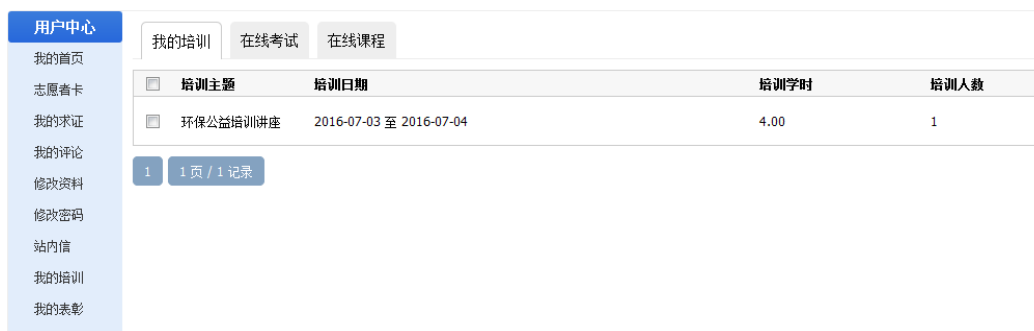 用户中心
我的首页
志愿者卡
我的求证
我的评论
修改资料
修改密码
站内信
我的培训
我的表彰
我的培训 在线考试 在线课程
培训主题 培训日期 培训学时 培训人数
环保公益培训讲座 2016-07-03 至 2016-07-04 4.00 1
1 1 页 / 1 记录